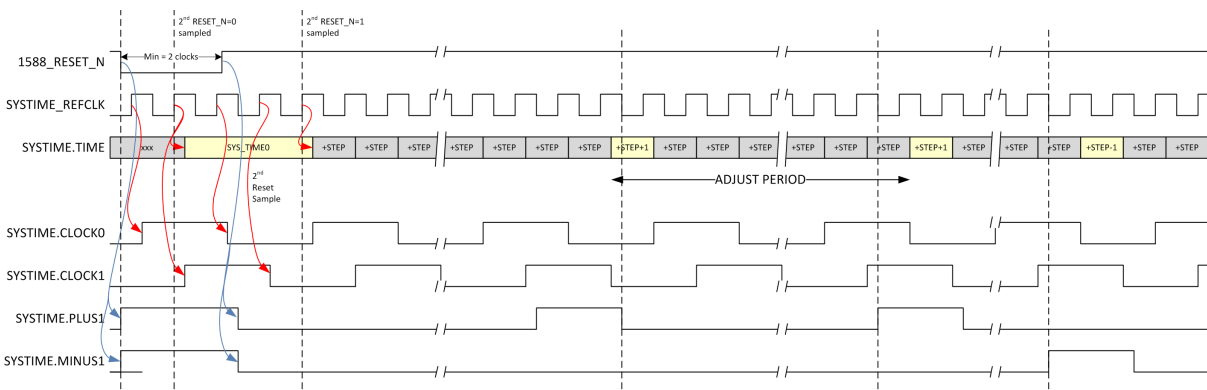 2nd RESET_N=0
sampled
2nd RESET_N=1
sampled
1588_RESET_N
Min = 2 clocks
SYSTIME_REFCLK
SYSTIME.TIME
xxx
SYS_TIME0
+STEP
+STEP
+STEP
+STEP
+STEP
+STEP
+STEP
+STEP+1
+STEP
+STEP
+STEP
+STEP
+STEP
+STEP
+STEP+1
+STEP
+STEP
+STEP
+STEP-1
+STEP
+STEP
2nd
Reset
Sample
ADJUST PERIOD
SYSTIME.CLOCK0
SYSTIME.CLOCK1
SYSTIME.PLUS1
SYSTIME.MINUS1